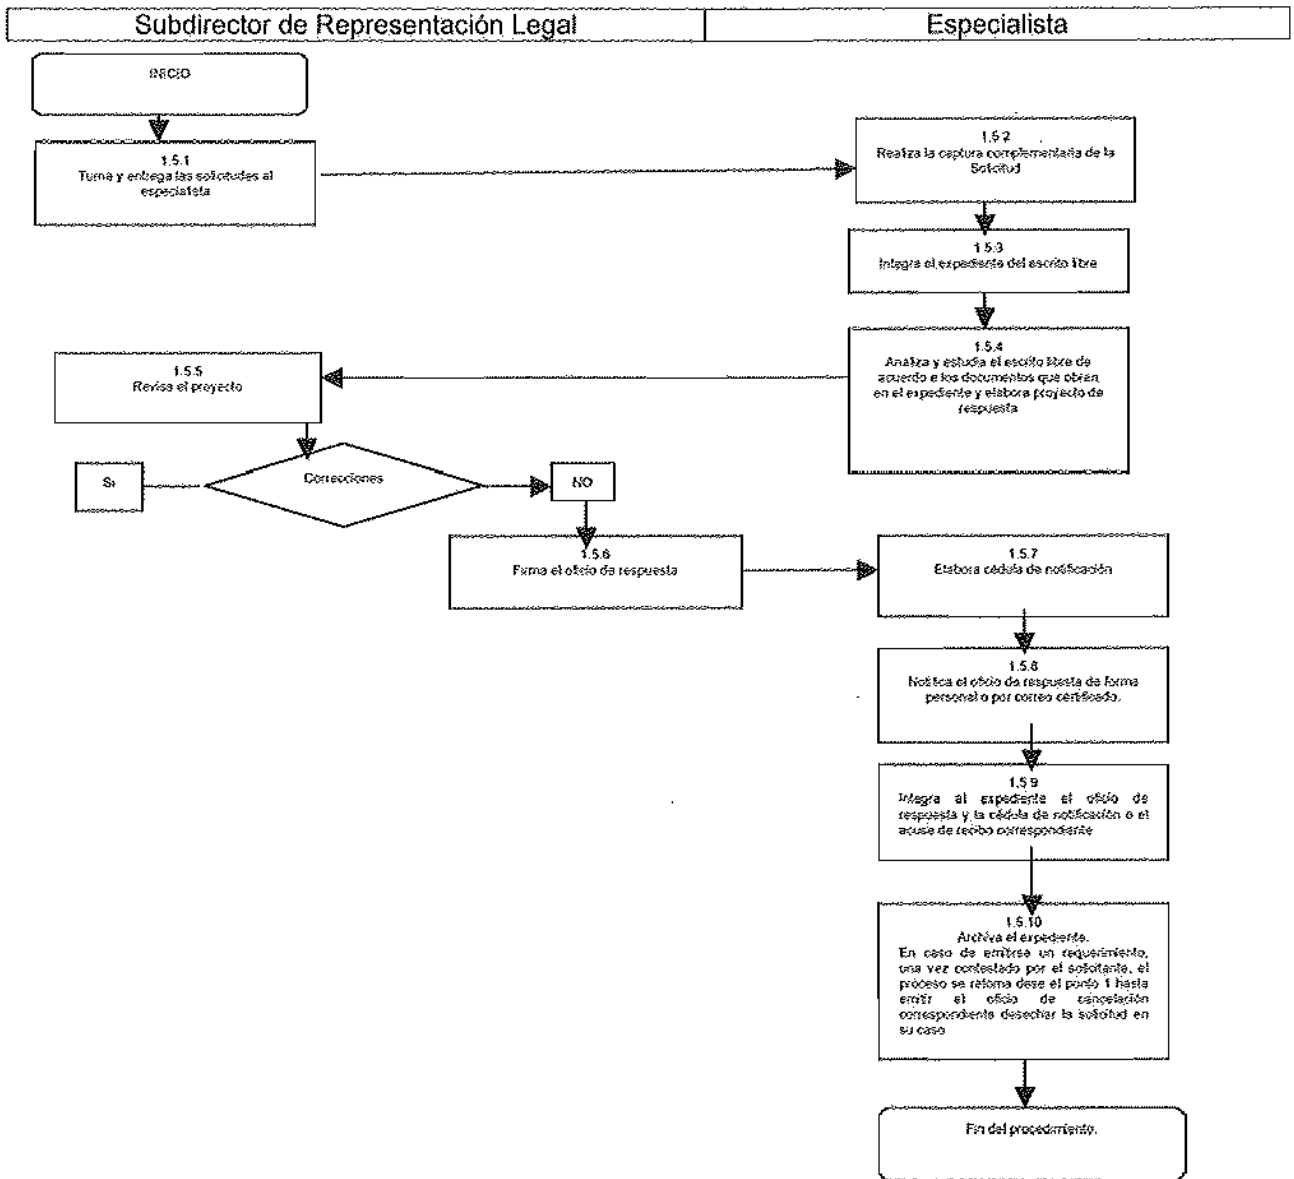 Subdirector de Representación Legal
Especialista
INICIO
1.5.1
Turna y entrega las solicitudes al
especialista
1.5.2
Realiza la captura complementaria de la
Solicitud
1.5.3
Integra el expediente del escrito libre
1.5.4
Analiza y estudia el escrito libre de
acuerdo a los documentos que obran
en el expediente y elabora proyecto de
respuesta
1.5.5
Revisa el proyecto
Correcciones
Si
NO
1.5.6
Firma el oficio de respuesta
1.5.7
Elabora cédula de notificación
1.5.8
Notifica el oficio de respuesta de forma
personal o por correo certificado.
1.5.9
Integra al expediente el oficio de
respuesta y la cédula de notificación o el
acuse de recibo correspondiente
1.5.10
Archiva el expediente.
En caso de emitirse un requerimiento,
una vez contestado por el solicitante, el
proceso se retoma dese el punto 1 hasta
emitir el oficio de cancelación
correspondiente desechar la solicitud en
su caso
Fin del procedimiento.